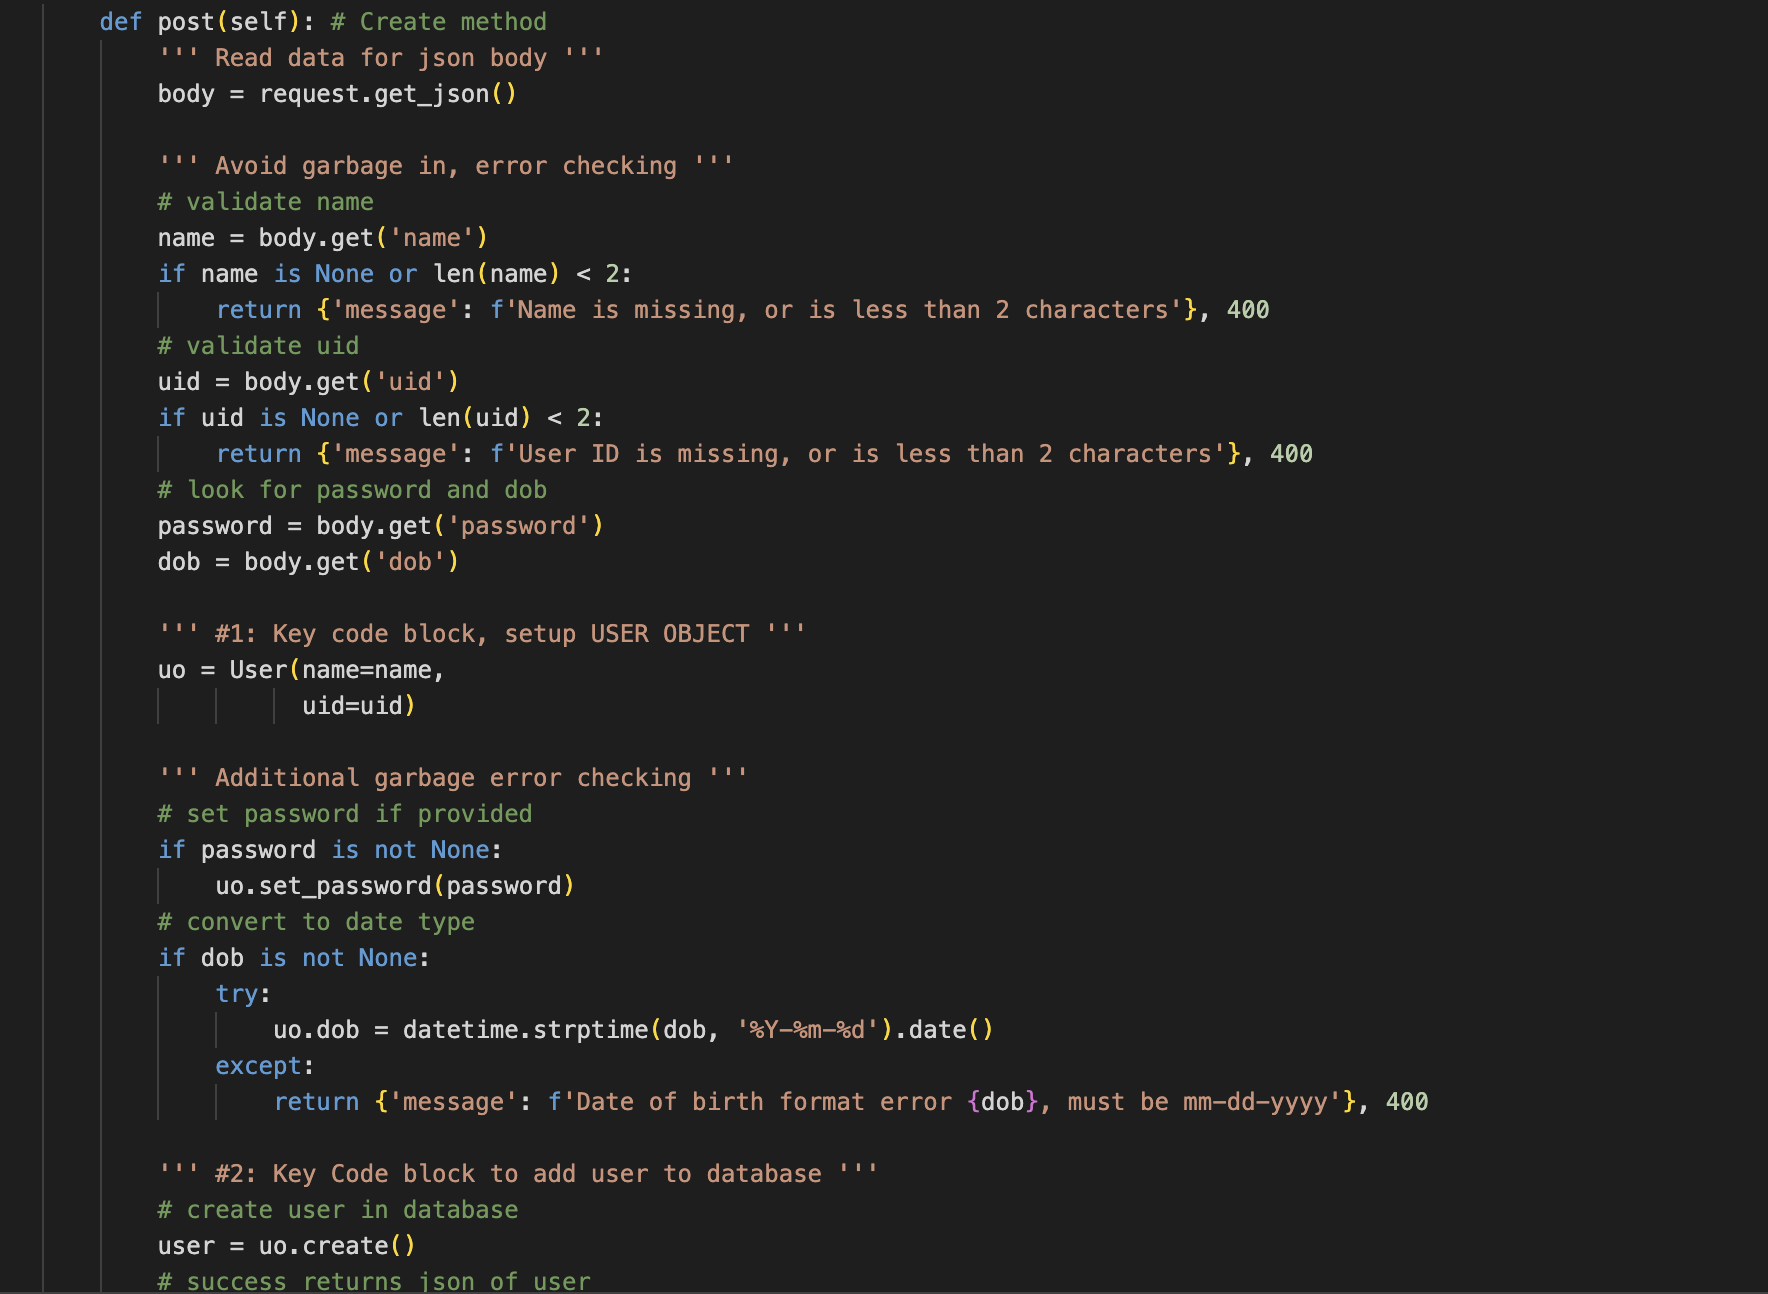 def post(self): # Create method
''' Read data for json body '''
body = request.get_json()
''' Avoid garbage in, error checking '''
# validate name
name = body.get('name')
if name is None or len(name) < 2:
return {'message': f'Name is missing, or is less than 2 characters'}, 400
# validate uid
uid = body.get('uid')
if uid is None or len(uid) < 2:
return {'message': f'User ID is missing, or is less than 2 characters'}, 400
# look for password and dob
password = body.get('password')
dob = body.get('dob')
''' #1: Key code block, setup USER OBJECT '''
uo = User(name=name,
uid=uid)
''' Additional garbage error checking '''
# set password if provided
if password is not None:
uo.set_password(password)
# convert to date type
if dob is not None:
try:
uo.dob = datetime.strptime(dob, '%Y-%m-%d').date()
except:
return {'message': f'Date of birth format error {dob}, must be mm-dd-yyyy'}, 400
''' #2: Key Code block to add user to database '''
# create user in database
user = uo.create()
# success returns json of user